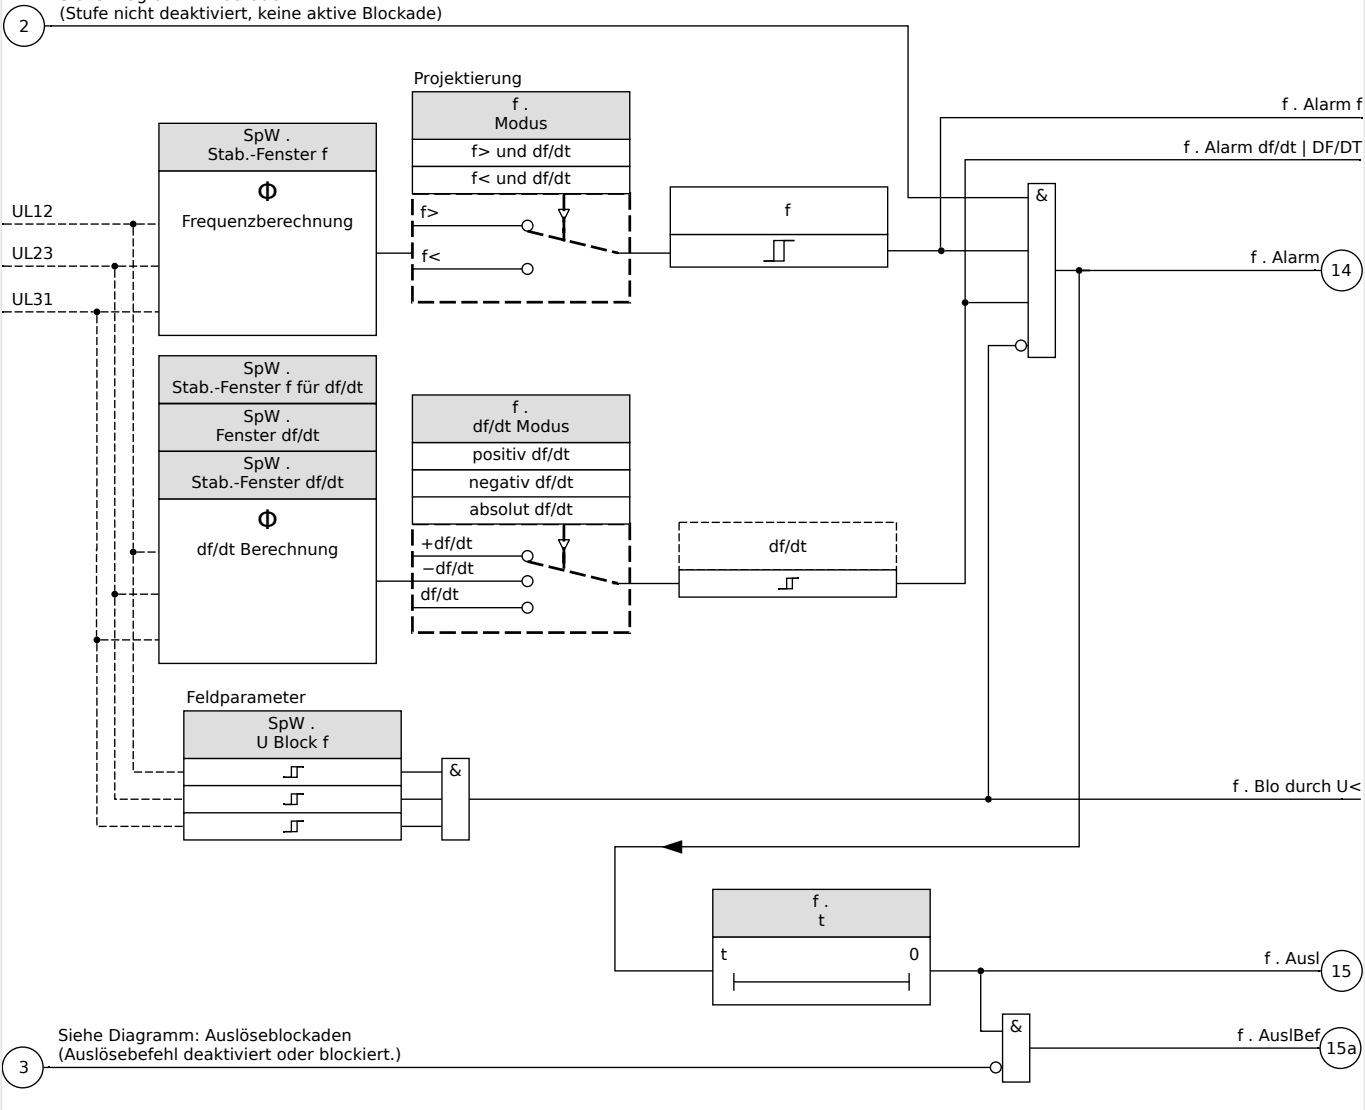 (Stufe nicht deaktiviert, keine aktive Blockade)
2
Projektierung
f .
Modus
f> und df/dt
f< und df/dt
f>
f<
SpW .
Stab.-Fenster f
Φ
Frequenzberechnung
UL12
UL23
UL31
f
&
f . Alarm f
f . Alarm df/dt | DF/DT
f . Alarm
14
SpW .
Stab.-Fenster f für df/dt
SpW .
Fenster df/dt
SpW .
Stab.-Fenster df/dt
Φ
df/dt Berechnung
f .
df/dt Modus
positiv df/dt
negativ df/dt
absolut df/dt
+df/dt
−df/dt
df/dt
df/dt
Feldparameter
SpW .
U Block f
&
f . Blo durch U<
f .
t
t 0
f . Ausl
15
Siehe Diagramm: Auslöseblockaden
(Auslösebefehl deaktiviert oder blockiert.)
3
&
f . AuslBef
15a